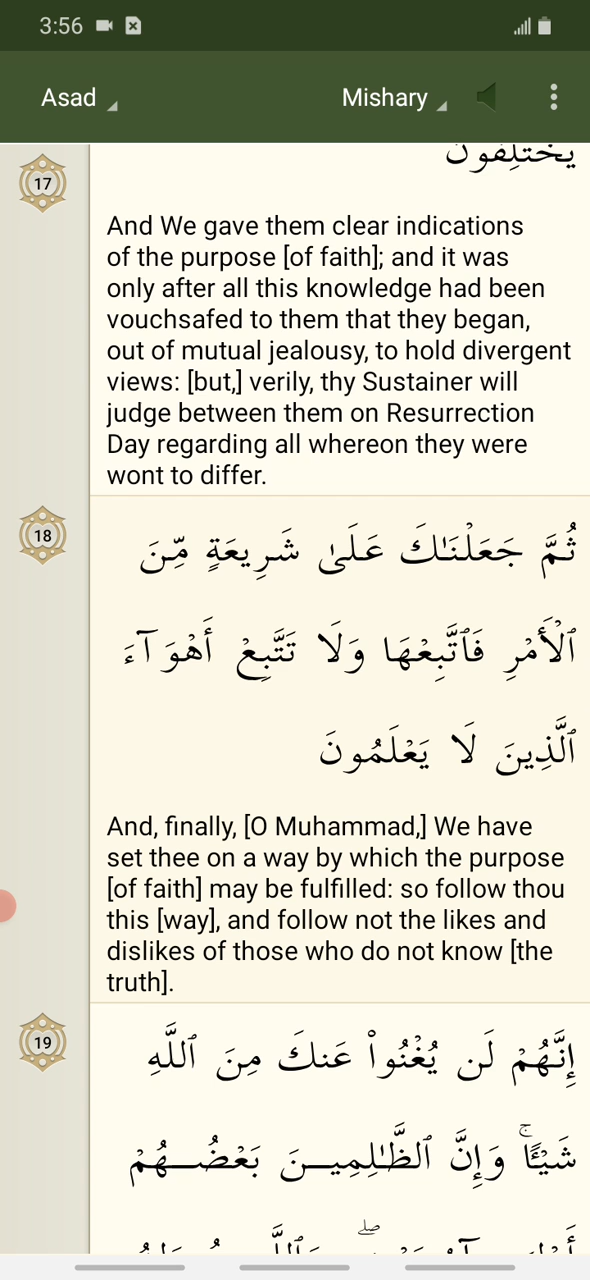 3:56
Asad
Mishary
يختلفون
17
And We gave them clear indications
of the purpose [of faith]; and it was
only after all this knowledge had been
vouchsafed to them that they began,
out of mutual jealousy, to hold divergent
views: [but,] verily, thy Sustainer will
judge between them on Resurrection
Day regarding all whereon they were
wont to differ.
18
ثُمَّ جَعَلْنَٰكَ عَلَىٰ شَرِيعَةٍ مِّنَ
ٱلْأَمْرِ فَٱتَّبِعْهَا وَلَا تَتَّبِعْ أَهْوَآءَ
ٱلَّذِينَ لَا يَعْلَمُونَ
And, finally, [O Muhammad,] We have
set thee on a way by which the purpose
[of faith] may be fulfilled: so follow thou
this [way], and follow not the likes and
dislikes of those who do not know [the
truth].
19
إِنَّهُمْ لَن يُغْنُوا۟ عَنكَ مِنَ ٱللَّهِ
شَيْـًٔا ۚ وَإِنَّ ٱلظَّٰلِمِيــنَ بَعْضُــهُمْ